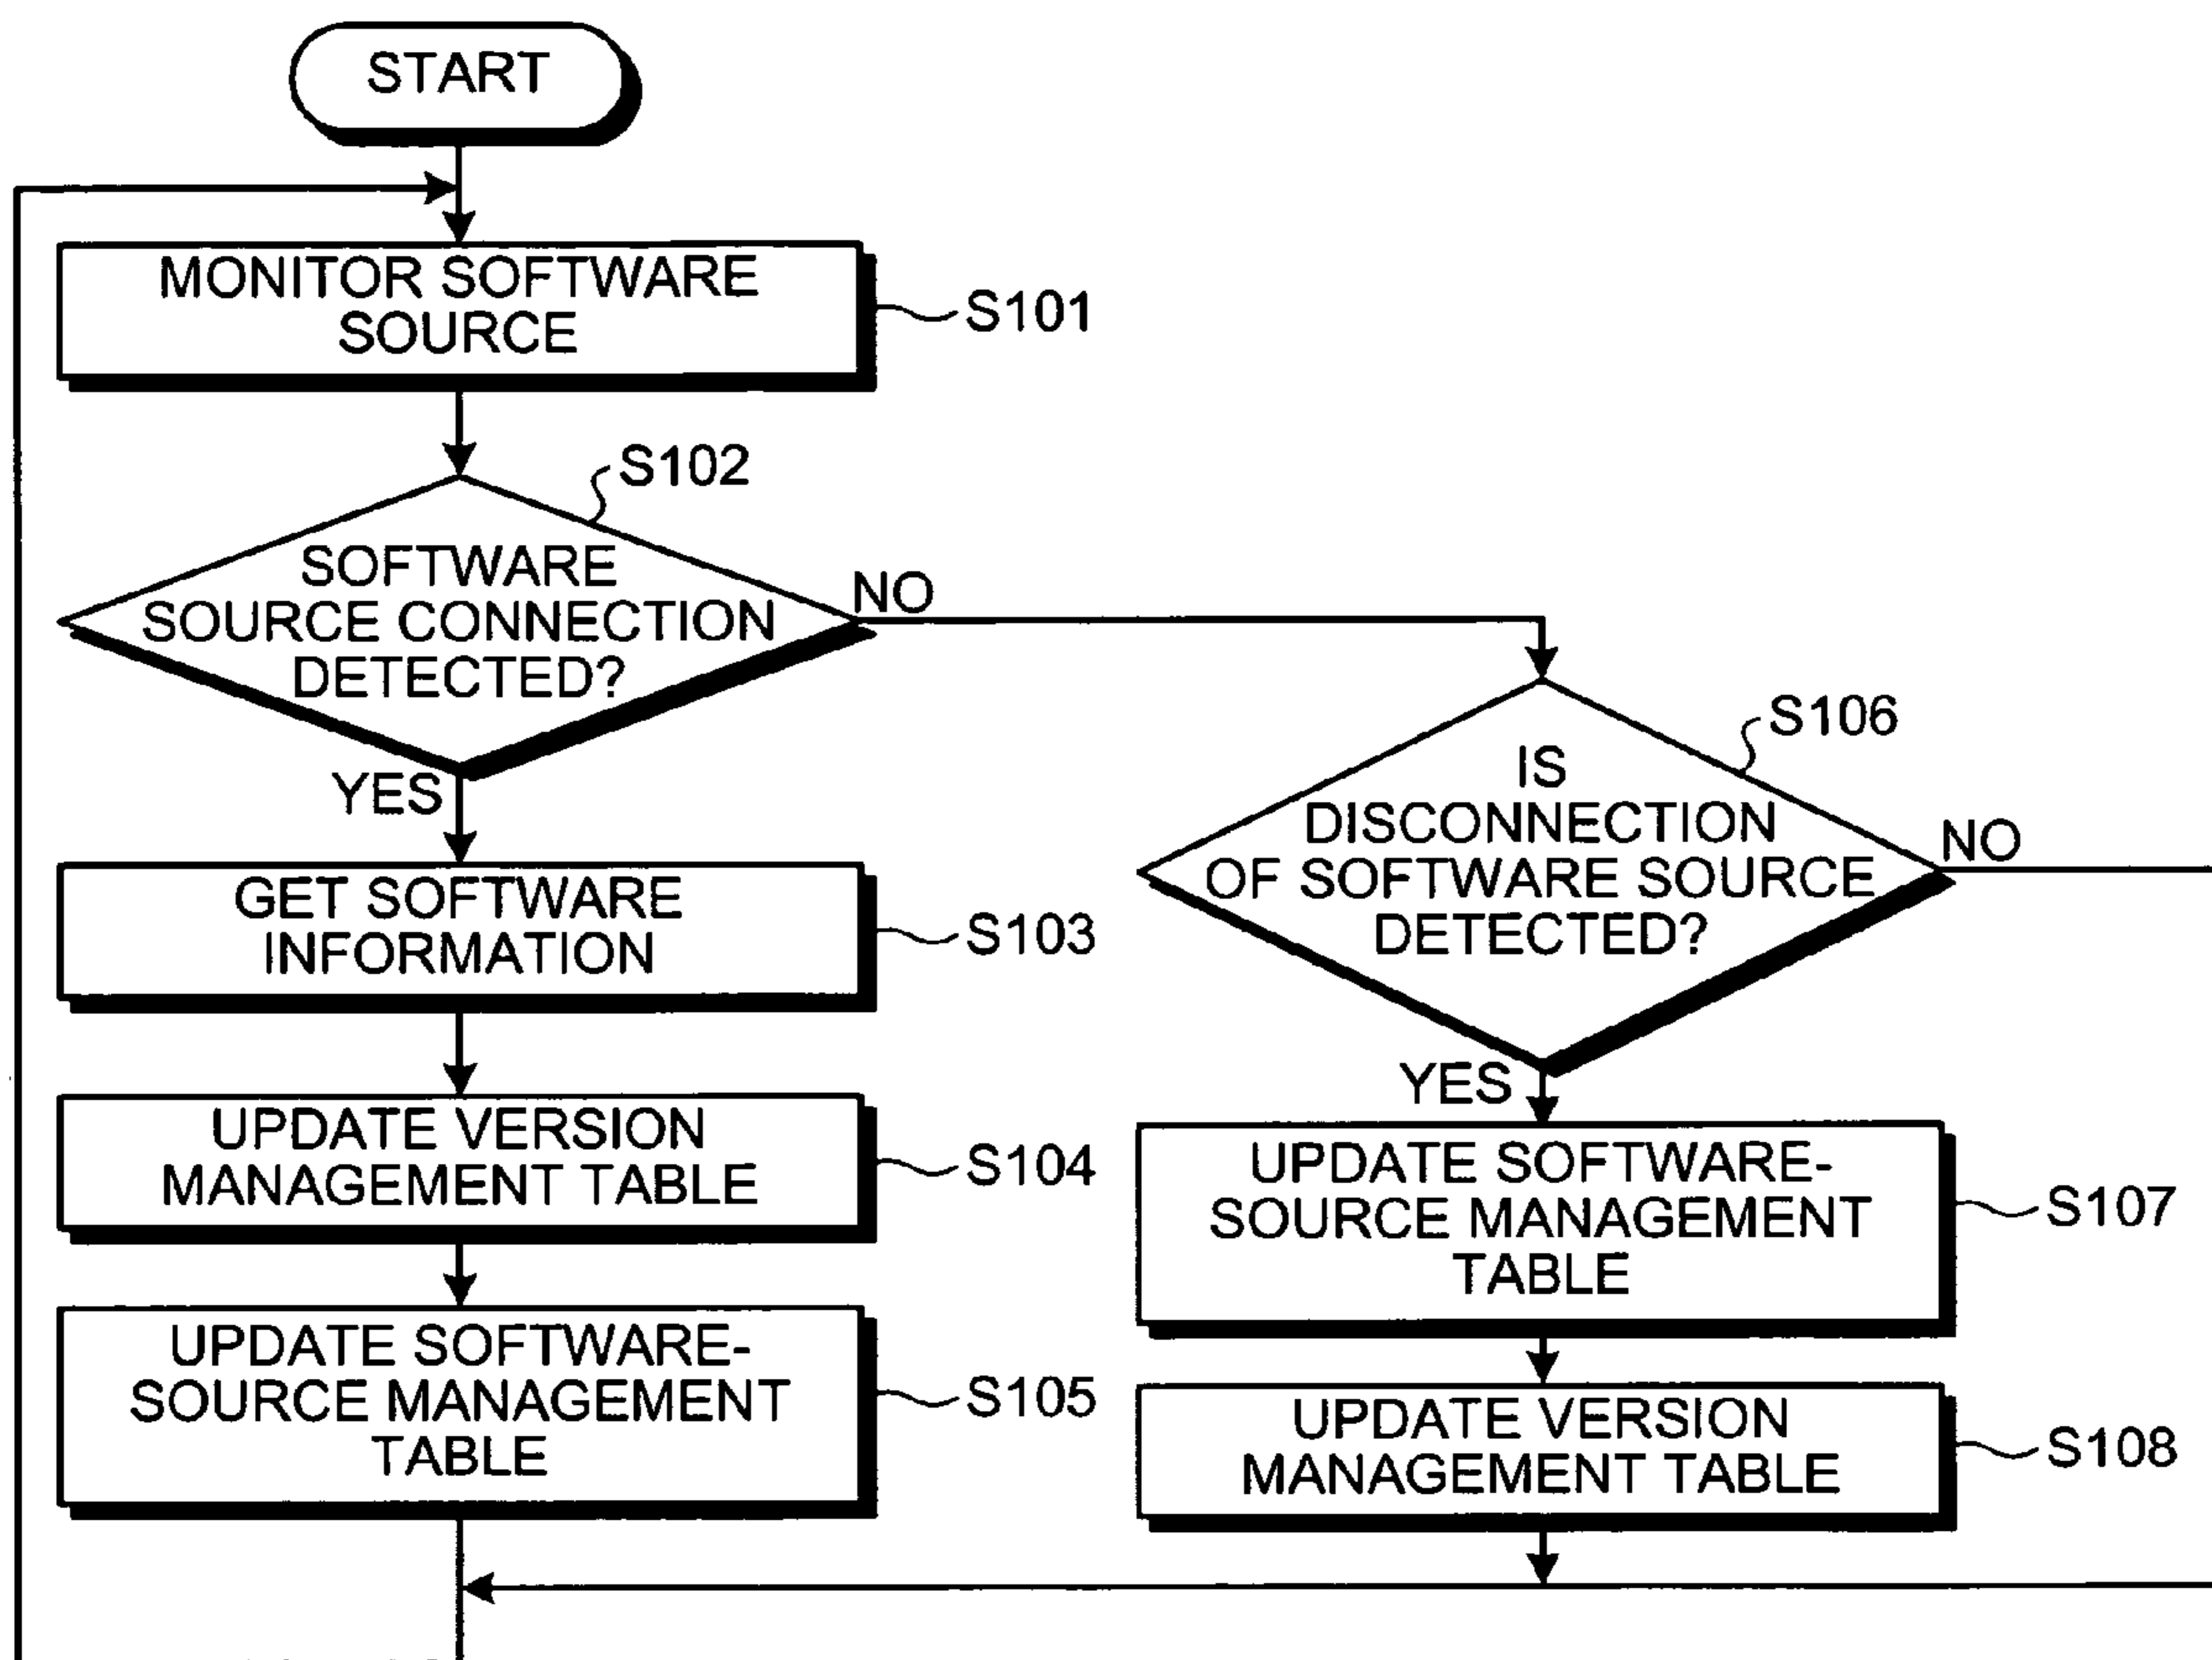 START
MONITOR SOFTWARE
SOURCE
S101
S102
SOFTWARE
SOURCE CONNECTION
DETECTED?
NO
YES
GET SOFTWARE
INFORMATION
S103
UPDATE VERSION
MANAGEMENT TABLE
S104
UPDATE SOFTWARE-
SOURCE MANAGEMENT
TABLE
S105
S106
IS
DISCONNECTION
OF SOFTWARE SOURCE
DETECTED?
NO
YES
UPDATE SOFTWARE-
SOURCE MANAGEMENT
TABLE
S107
UPDATE VERSION
MANAGEMENT TABLE
S108